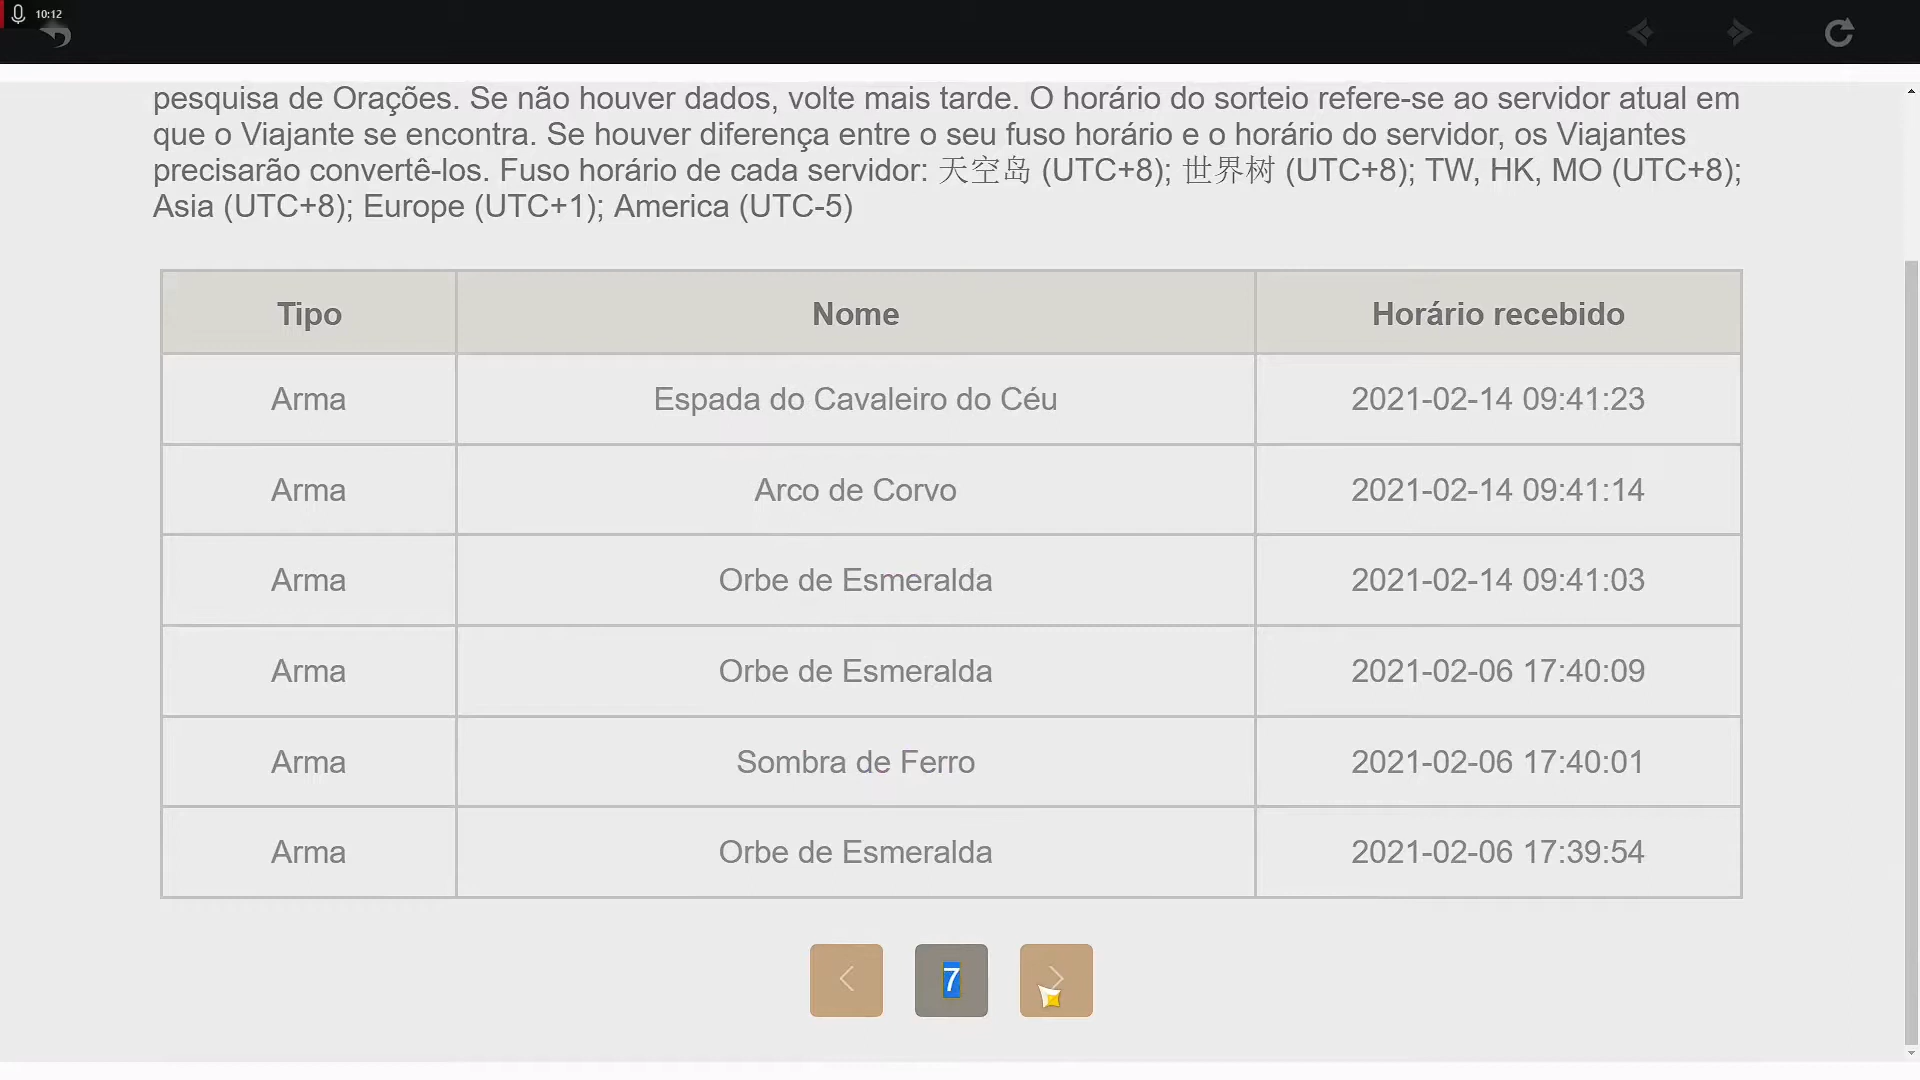 10:12
pesquisa de Orações. Se não houver dados, volte mais tarde. O horário do sorteio refere-se ao servidor atual em
que o Viajante se encontra. Se houver diferença entre o seu fuso horário e o horário do servidor, os Viajantes
precisarão convertê-los. Fuso horário de cada servidor: 天空岛 (UTC+8); 世界树 (UTC+8); TW, HK, MO (UTC+8);
Asia (UTC+8); Europe (UTC+1); America (UTC-5)
Tipo Nome Horário recebido
Arma Espada do Cavaleiro do Céu 2021-02-14 09:41:23
Arma Arco de Corvo 2021-02-14 09:41:14
Arma Orbe de Esmeralda 2021-02-14 09:41:03
Arma Orbe de Esmeralda 2021-02-06 17:40:09
Arma Sombra de Ferro 2021-02-06 17:40:01
Arma Orbe de Esmeralda 2021-02-06 17:39:54
7